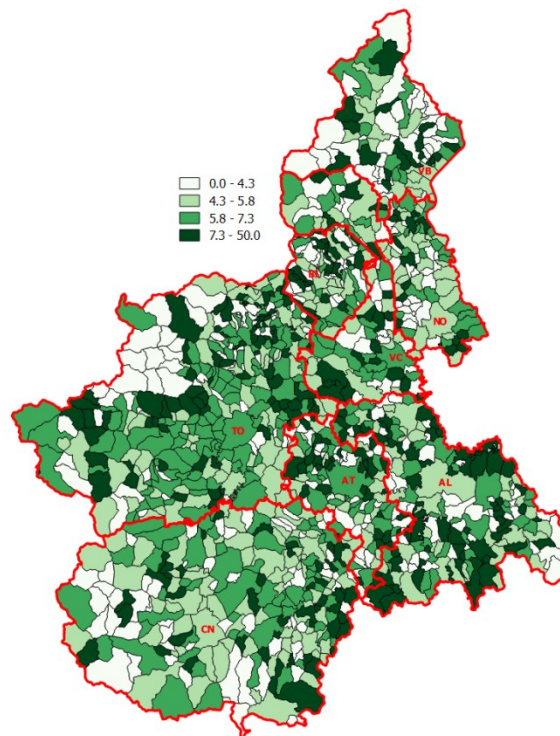 VB
0.0 - 4.3
4.3 - 5.8
5.8 - 7.3
7.3 - 50.0
BI
NO
VC
TO
AT
AL
CN